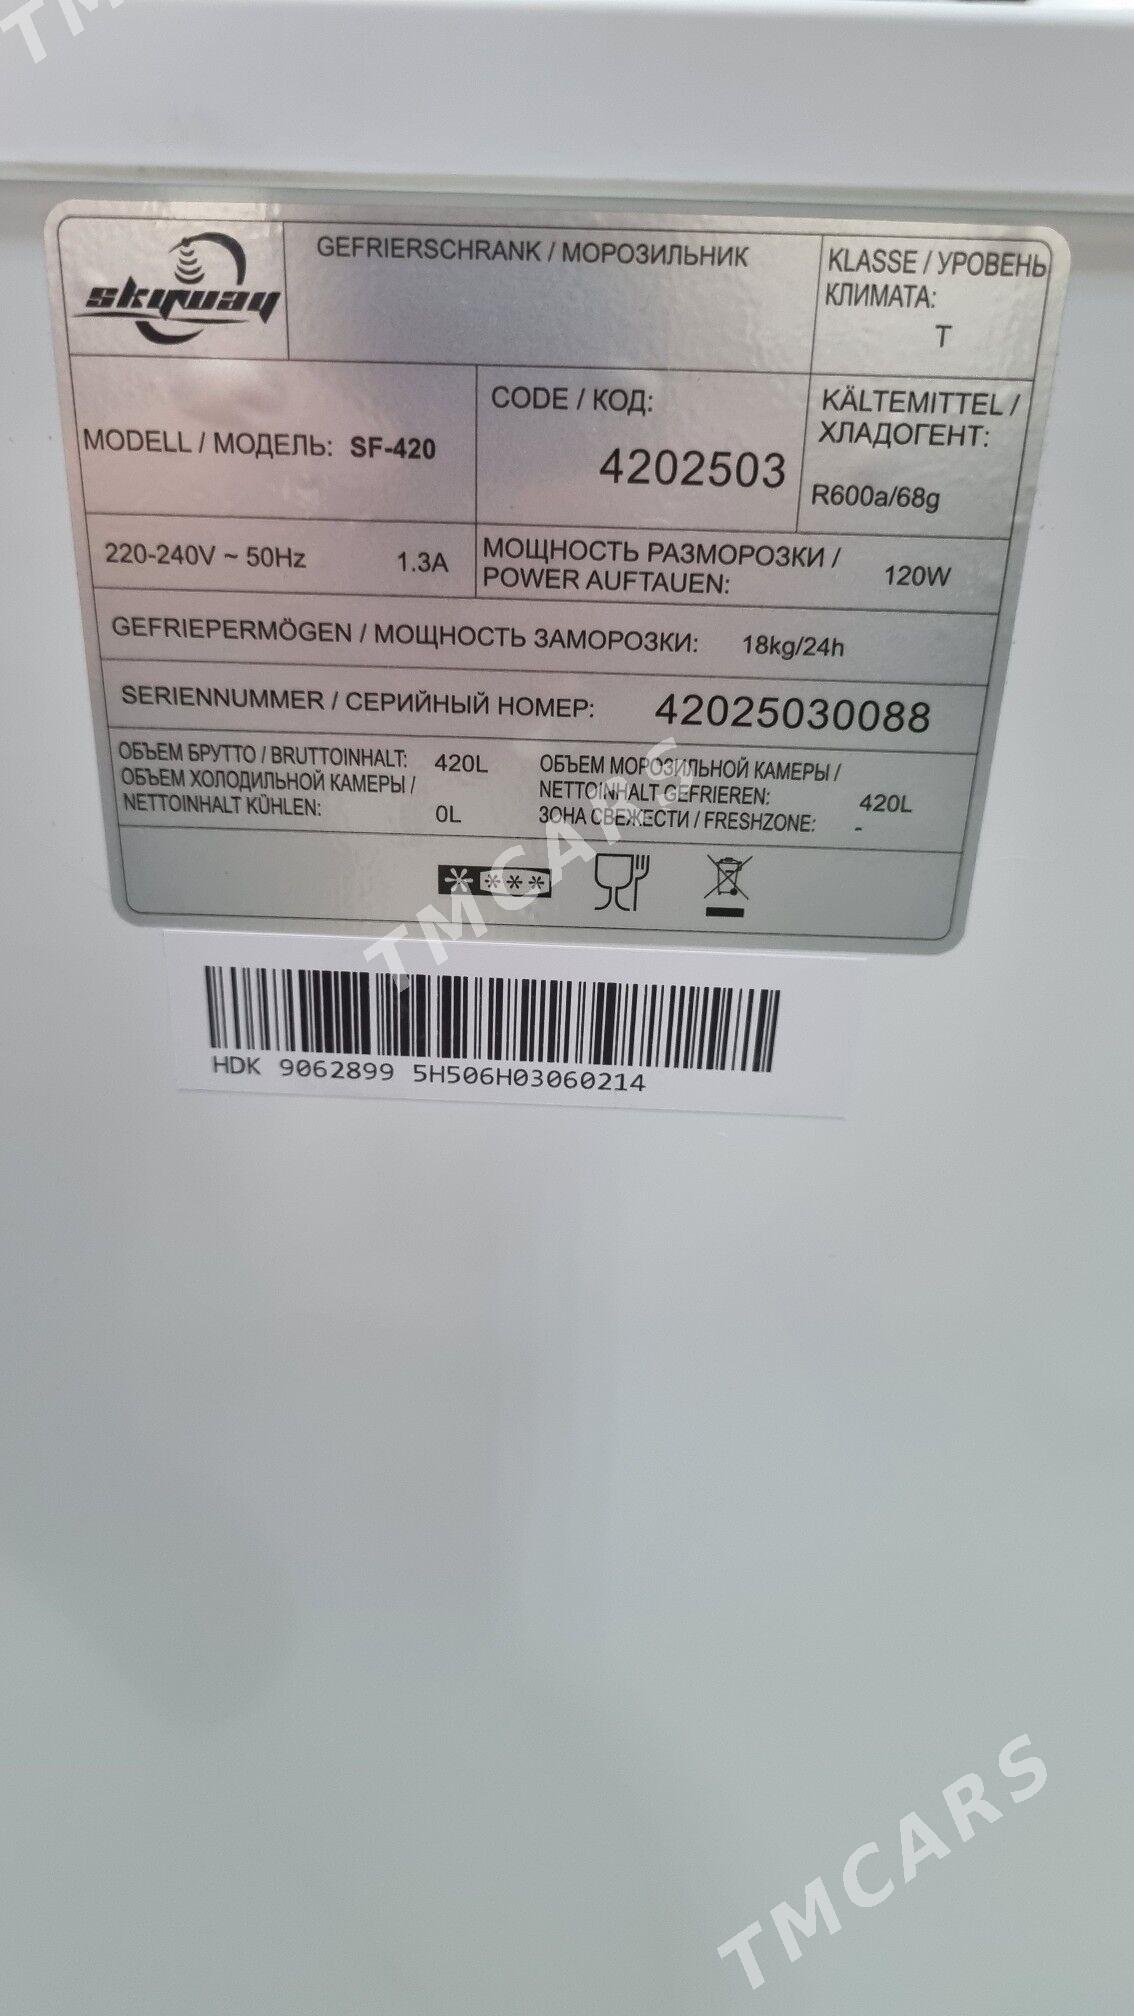 TM
skyway
GEFRIERSCHRANK / МОРОЗИЛЬНИК
KLASSE / УРОВЕНЬ
КЛИМАТА:
T
MODELL / МОДЕЛЬ: SF-420
CODE / КОД:
4202503
KÄLTEMITTEL /
ХЛАДОГЕНТ:
R600a/68g
220-240V ~ 50Hz 1.3A
МОЩНОСТЬ РАЗМОРОЗКИ /
POWER AUFTAUEN: 120W
GEFRIEPERMÖGEN / МОЩНОСТЬ ЗАМОРОЗКИ: 18kg/24h
SERIENNUMMER / СЕРИЙНЫЙ НОМЕР: 42025030088
ОБЪЕМ БРУТТО / BRUTTOINHALT: 420L
ОБЪЕМ ХОЛОДИЛЬНОЙ КАМЕРЫ /
NETTOINHALT KÜHLEN: 0L
ОБЪЕМ МОРОЗИЛЬНОЙ КАМЕРЫ /
NETTOINHALT GEFRIEREN: 420L
ЗОНА СВЕЖЕСТИ / FRESHZONE: -
TMCARS
HDK 9062899 5H506H03060214
TMCARS